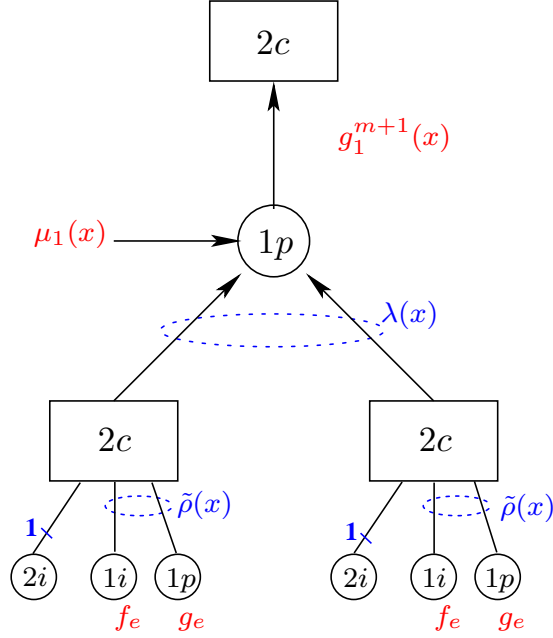 2c
g_1^{m+1}(x)
μ_1(x)
1p
λ(x)
2c 2c
1 ρ̃(x) 1 ρ̃(x)
2i 1i 1p 2i 1i 1p
f_e g_e f_e g_e